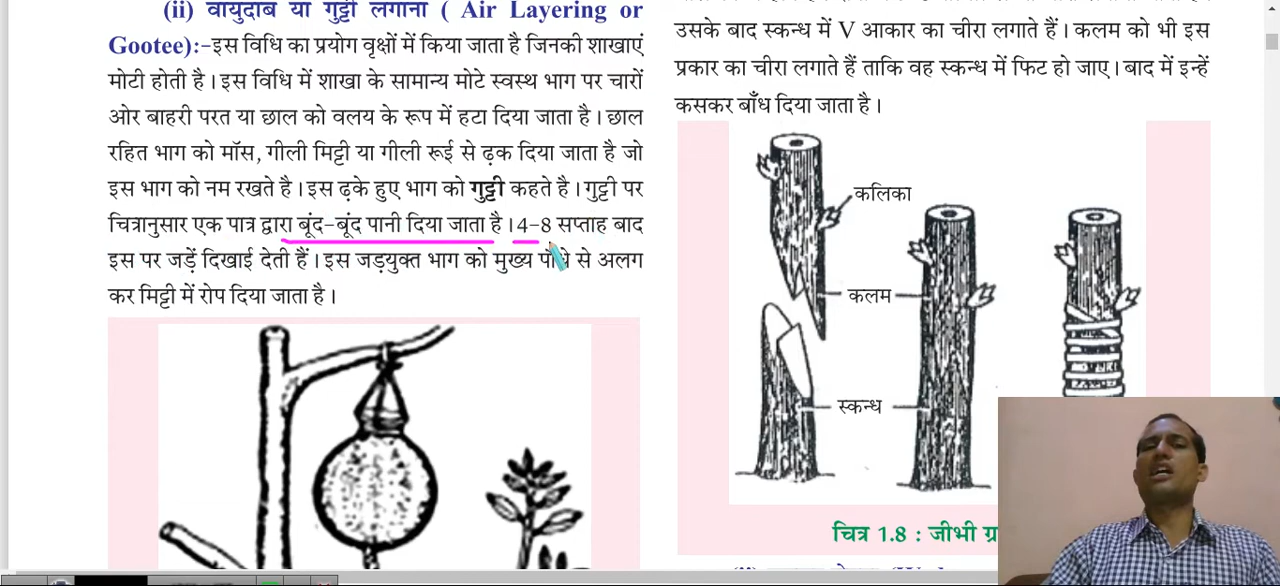 (ii) वायुदाब या गुट्टी लगाना ( Air Layering or
Gootee):-इस विधि का प्रयोग वृक्षों में किया जाता है जिनकी शाखाएं
मोटी होती है। इस विधि में शाखा के सामान्य मोटे स्वस्थ भाग पर चारों
ओर बाहरी परत या छाल को वलय के रूप में हटा दिया जाता है। छाल
रहित भाग को मॉस, गीली मिट्टी या गीली रूई से ढ़क दिया जाता है जो
इस भाग को नम रखते है। इस ढ़के हुए भाग को गुट्टी कहते है। गुट्टी पर
चित्रानुसार एक पात्र द्वारा बूंद-बूंद पानी दिया जाता है। 4-8 सप्ताह बाद
इस पर जड़ें दिखाई देती हैं। इस जड़युक्त भाग को मुख्य पौधे से अलग
कर मिट्टी में रोप दिया जाता है।
उसके बाद स्कन्ध में V आकार का चीरा लगाते हैं। कलम को भी इस
प्रकार का चीरा लगाते हैं ताकि वह स्कन्ध में फिट हो जाए। बाद में इन्हें
कसकर बाँध दिया जाता है।
कलिका
कलम
स्कन्ध
चित्र 1.8 : जीभी ग्र